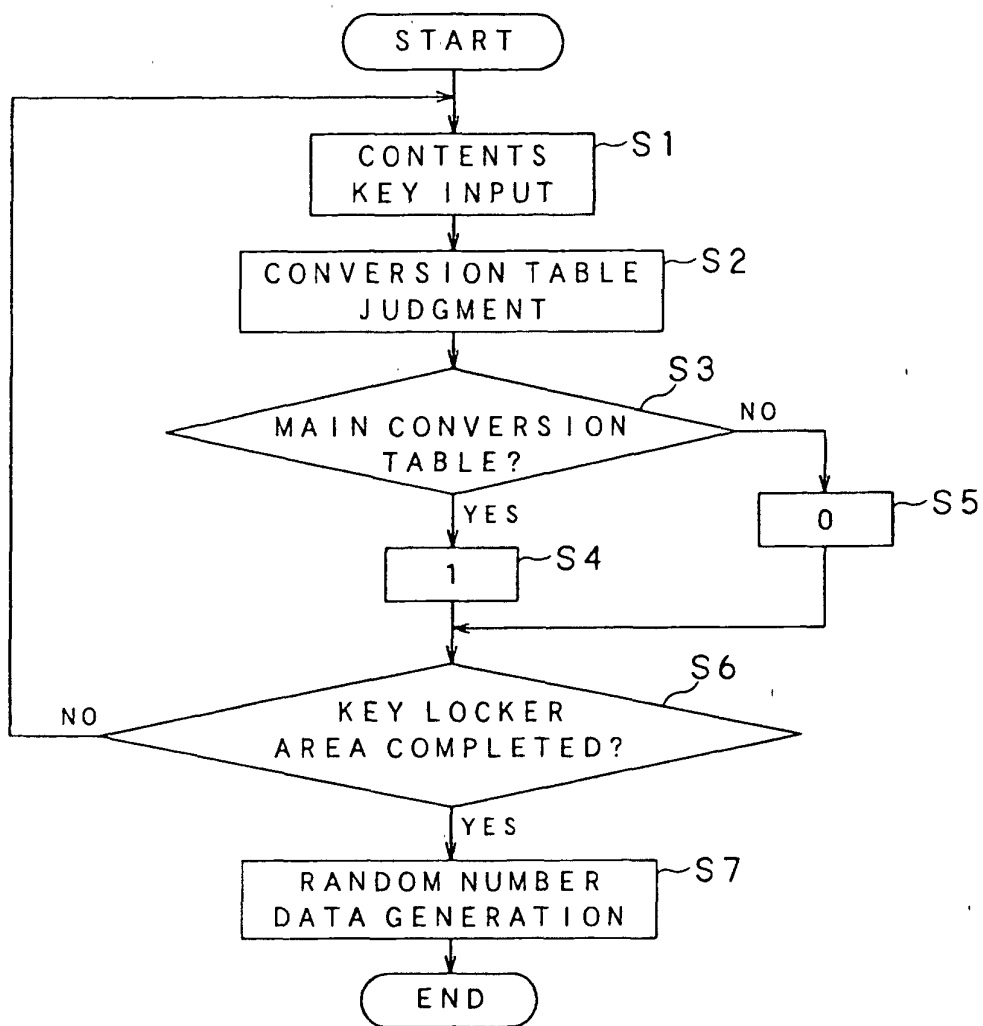 START
CONTENTS
KEY INPUT
S1
CONVERSION TABLE
JUDGMENT
S2
S3
MAIN CONVERSION
TABLE?
NO
YES
0
S5
1
S4
S6
KEY LOCKER
AREA COMPLETED?
NO
YES
RANDOM NUMBER
DATA GENERATION
S7
END